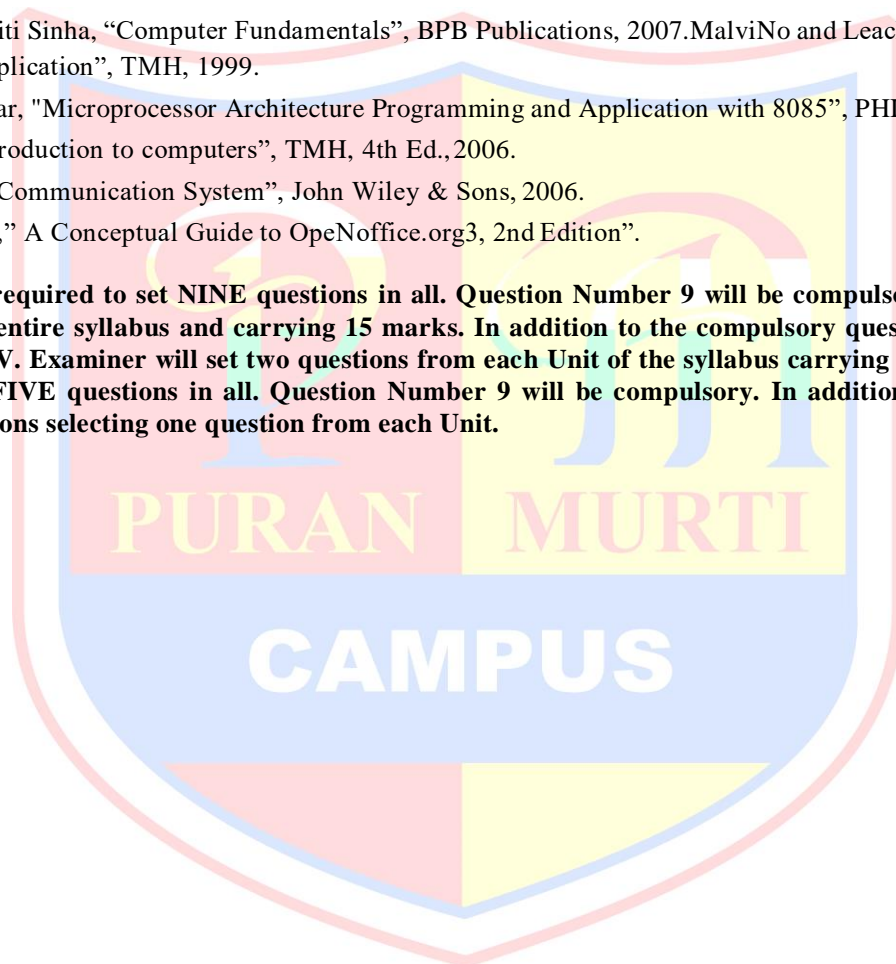 iti Sinha, “Computer Fundamentals”, BPB Publications, 2007.MalviNo and Leac
plication”, TMH, 1999.
ar, "Microprocessor Architecture Programming and Application with 8085”, PHI
roduction to computers”, TMH, 4th Ed., 2006.
Communication System”, John Wiley & Sons, 2006.
,” A Conceptual Guide to OpeNoffice.org3, 2nd Edition”.
required to set NINE questions in all. Question Number 9 will be compulso
entire syllabus and carrying 15 marks. In addition to the compulsory ques
V. Examiner will set two questions from each Unit of the syllabus carrying
FIVE questions in all. Question Number 9 will be compulsory. In addition
ons selecting one question from each Unit.
PURAN MURTI
CAMPUS